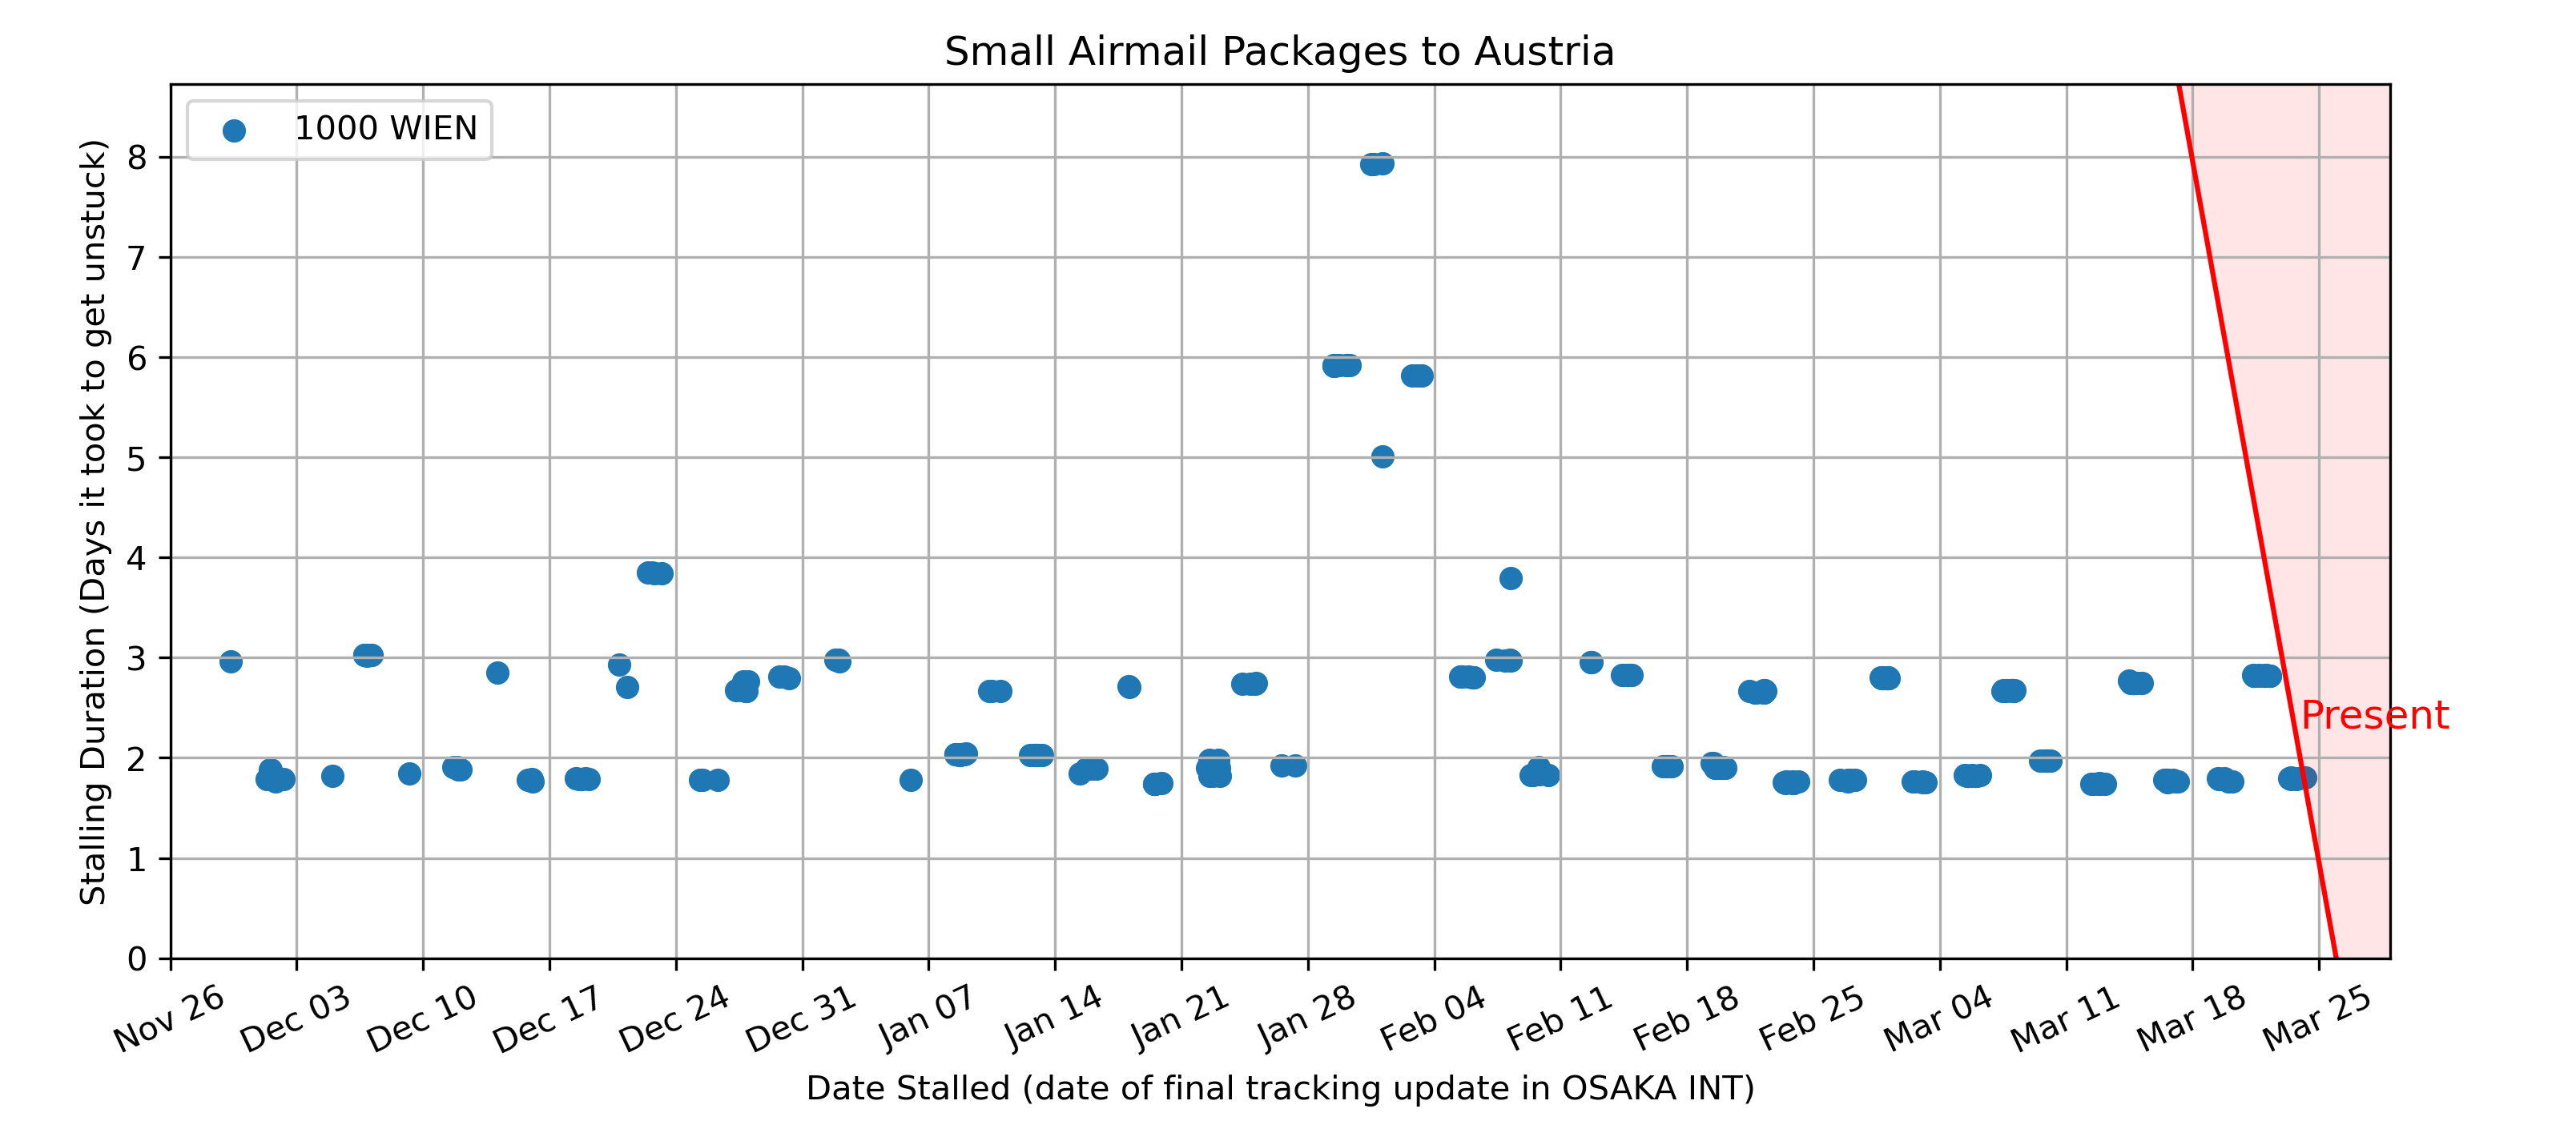 Small Airmail Packages to Austria
1000 WIEN
Stalling Duration (Days it took to get unstuck)
8
7
6
5
4
3
2
1
0
Present
Nov 26
Dec 03
Dec 10
Dec 17
Dec 24
Dec 31
Jan 07
Jan 14
Jan 21
Jan 28
Feb 04
Feb 11
Feb 18
Feb 25
Mar 04
Mar 11
Mar 18
Mar 25
Date Stalled (date of final tracking update in OSAKA INT)